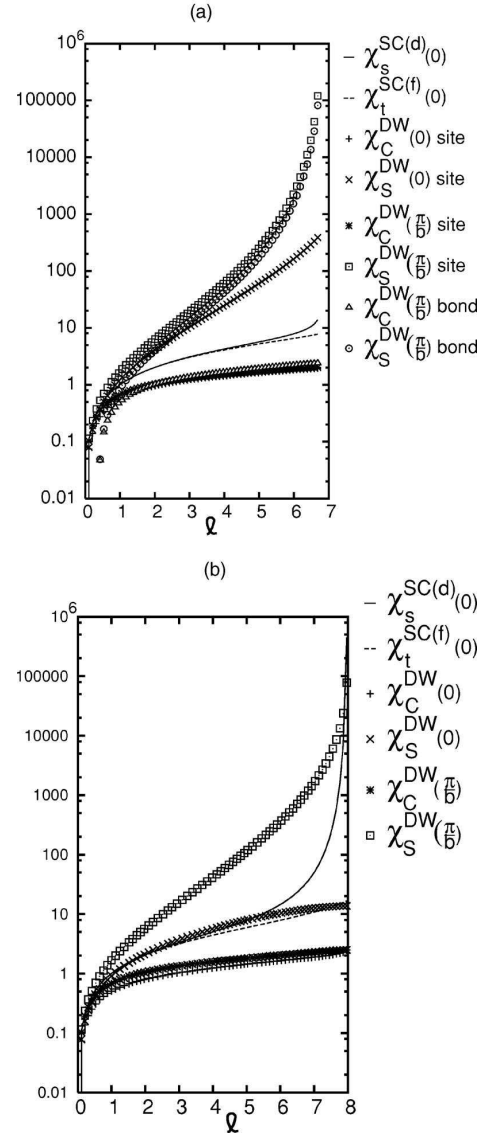 (a)
10^6
100000
10000
1000
100
10
1
0.1
0.01
0 1 2 3 4 5 6 7
ℓ
χ_s^SC(d)(0)
χ_t^SC(f)(0)
χ_C^DW(0) site
χ_S^DW(0) site
χ_C^DW(π/b) site
χ_S^DW(π/b) site
χ_C^DW(π/b) bond
χ_S^DW(π/b) bond
(b)
10^6
100000
10000
1000
100
10
1
0.1
0.01
0 1 2 3 4 5 6 7 8
ℓ
χ_s^SC(d)(0)
χ_t^SC(f)(0)
χ_C^DW(0)
χ_S^DW(0)
χ_C^DW(π/b)
χ_S^DW(π/b)